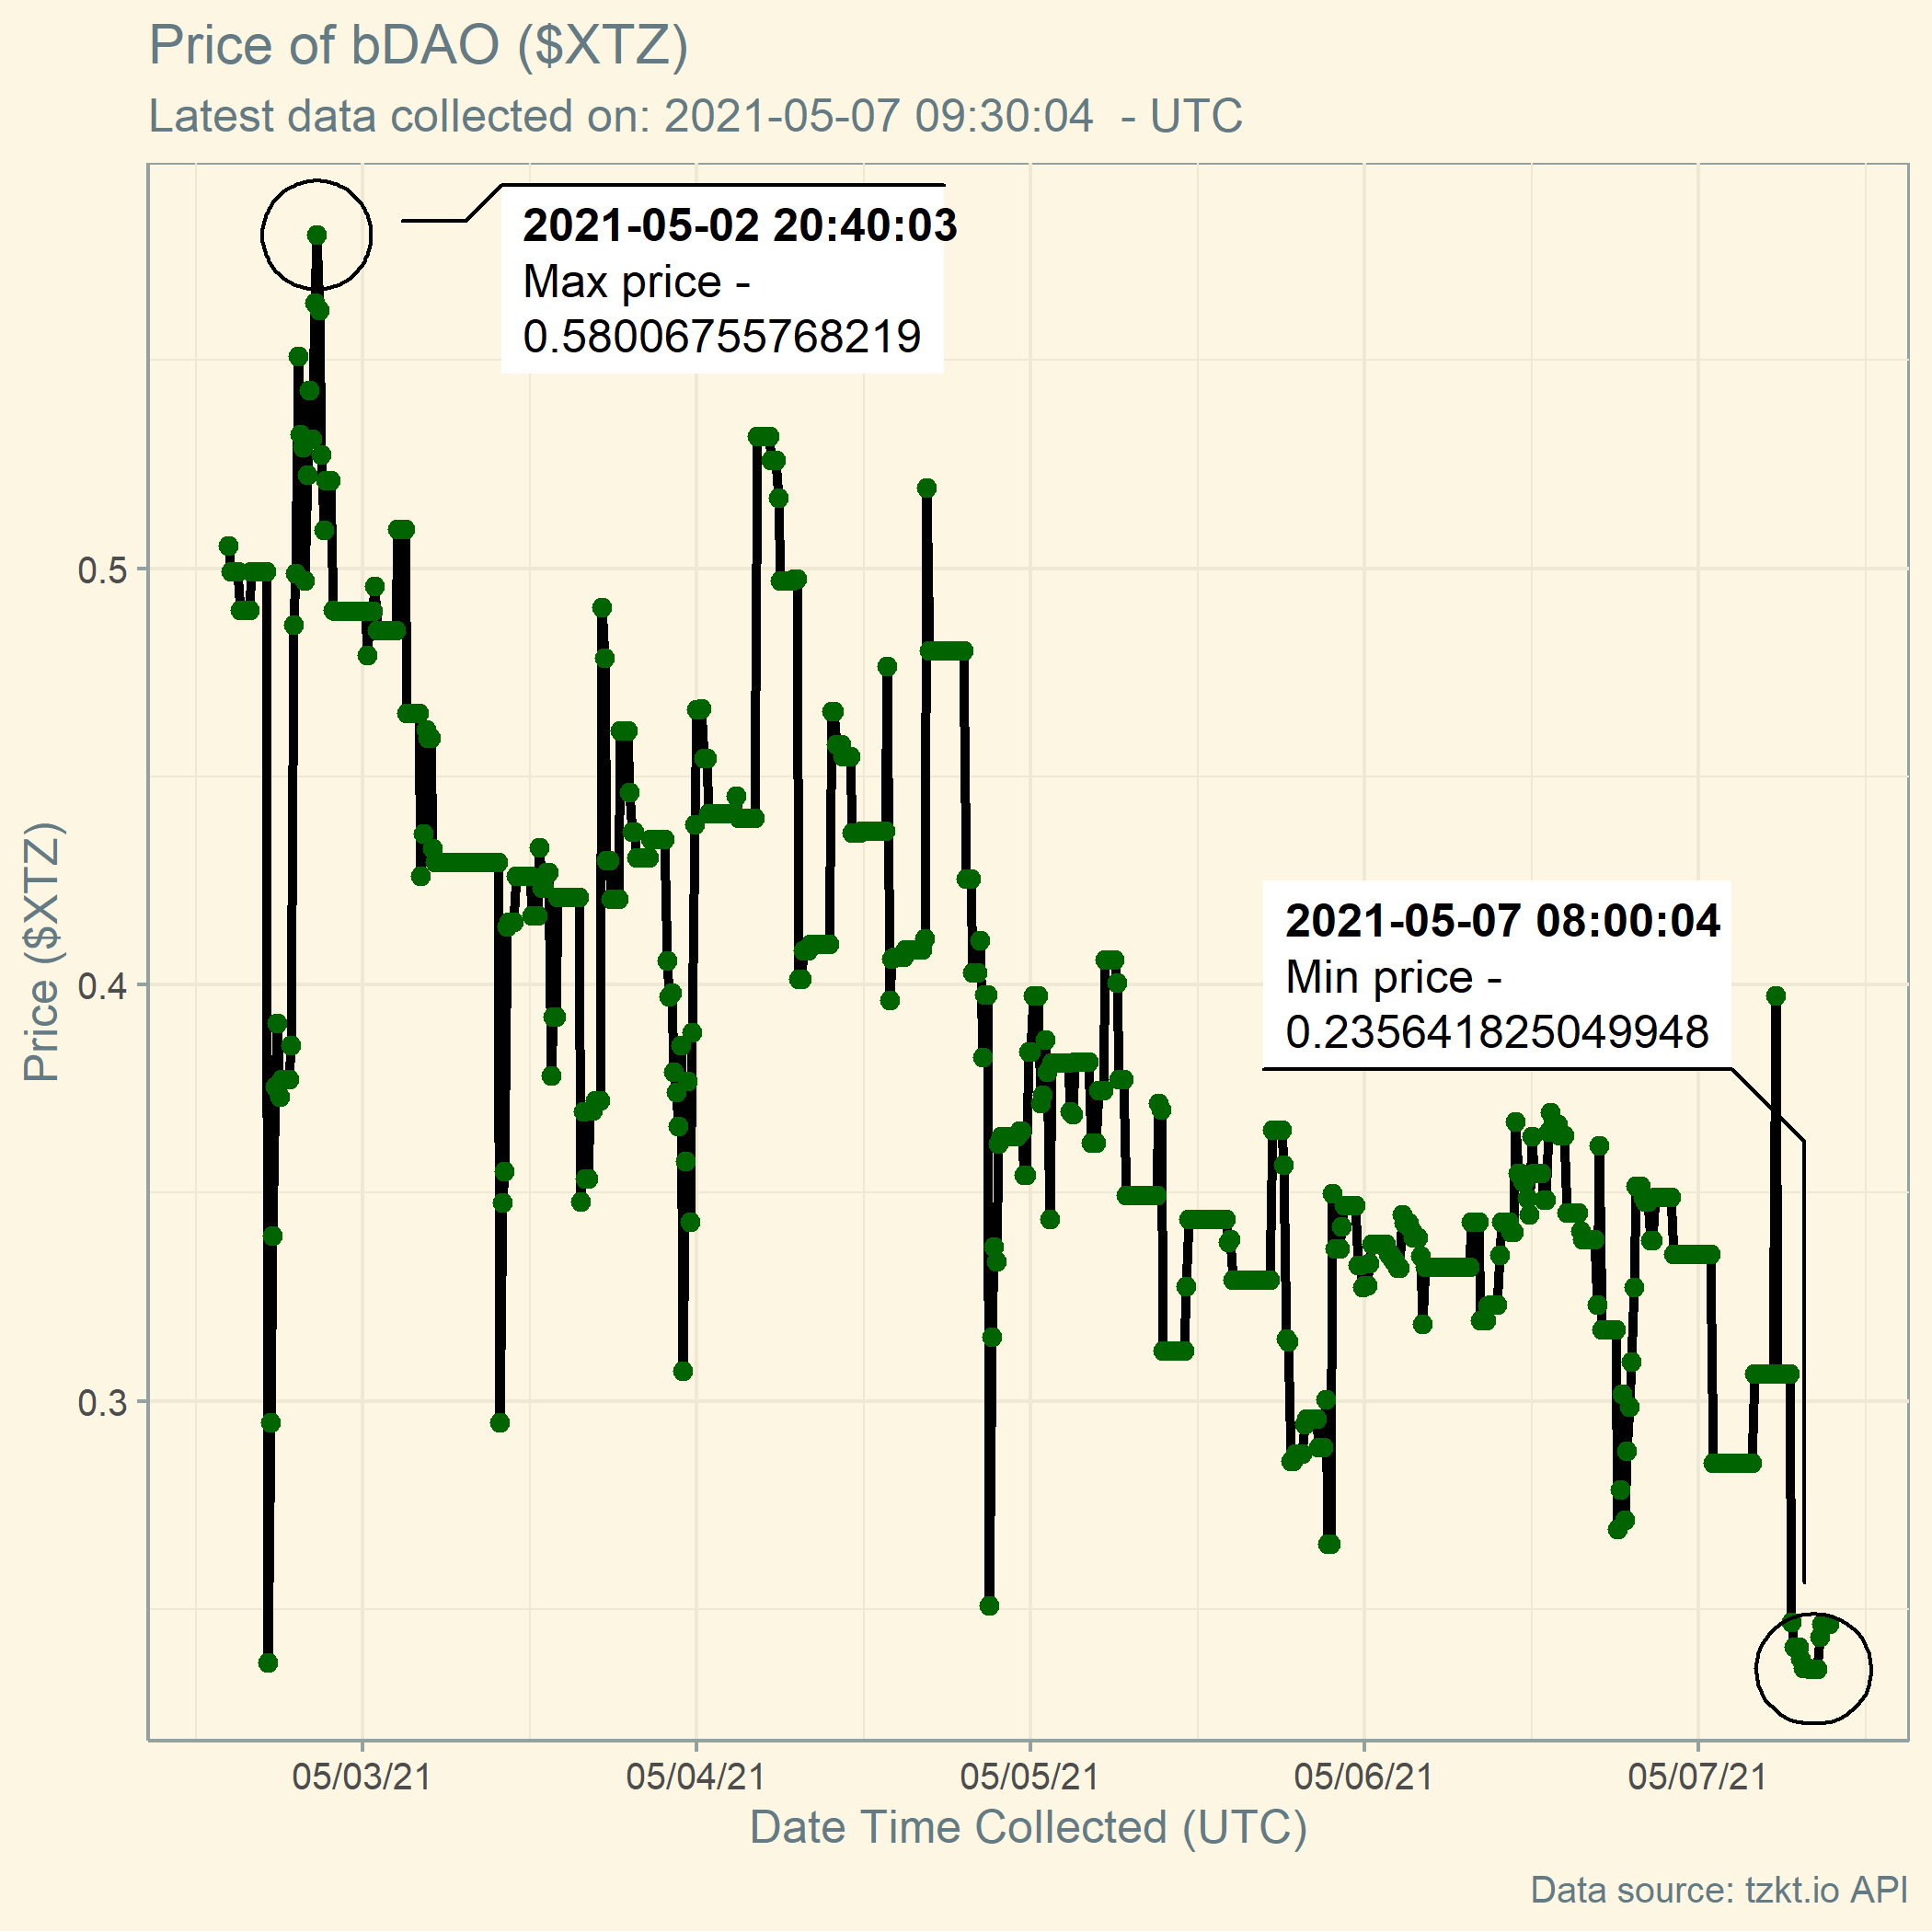 Price of bDAO ($XTZ)
Latest data collected on: 2021-05-07 09:30:04  - UTC
2021-05-02 20:40:03
Max price -
0.58006755768219
2021-05-07 08:00:04
Min price -
0.235641825049948
Price ($XTZ)
0.5
0.4
0.3
05/03/21
05/04/21
05/05/21
05/06/21
05/07/21
Date Time Collected (UTC)
Data source: tzkt.io API